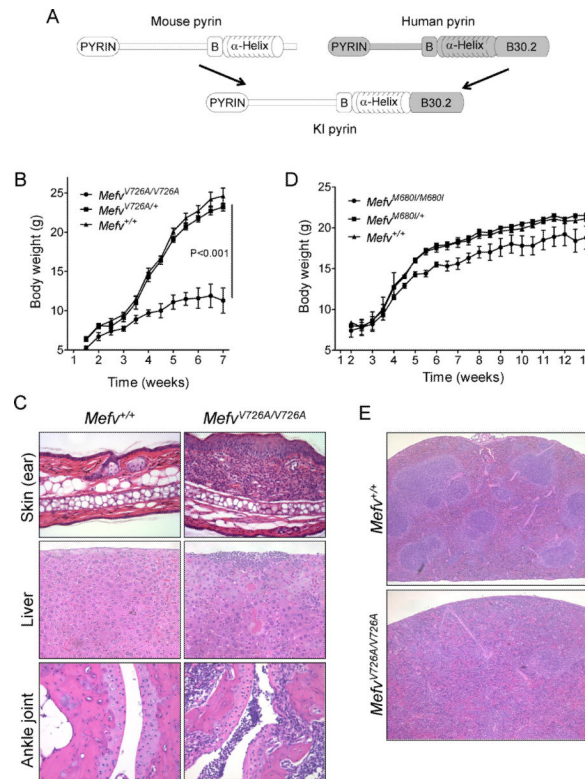 A
Mouse pyrin
Human pyrin
PYRIN B α-Helix
PYRIN B α-Helix B30.2
PYRIN B α-Helix B30.2
KI pyrin
B
Mefv^V726A/V726A
Mefv^V726A/+
Mefv^+/+
P<0.001
Body weight (g)
25
20
15
10
5
1 2 3 4 5 6 7
Time (weeks)
D
Mefv^M680I/M680I
Mefv^M680I/+
Mefv^+/+
Body weight (g)
25
20
15
10
5
1 2 3 4 5 6 7 8 9 10 11 12
Time (weeks)
C
Mefv^+/+
Mefv^V726A/V726A
Skin (ear)
Liver
Ankle joint
E
Mefv^+/+
Mefv^V726A/V726A